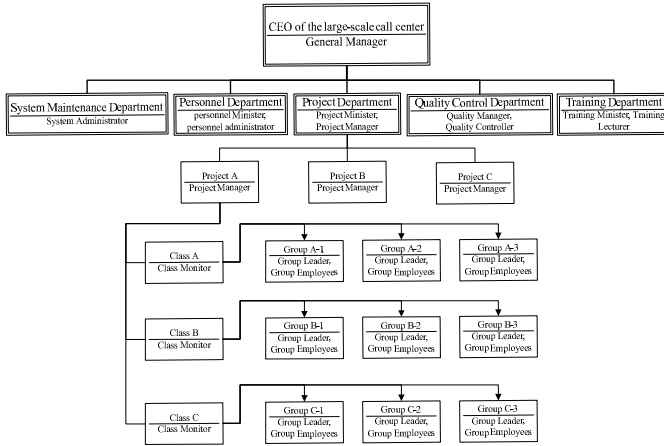 CEO of the large-scale call center
General Manager
System Maintenance Department
System Administrator
Personnel Department
personnel Minister,
personnel administrator
Project Department
Project Minister,
Project Manager
Quality Control Department
Quality Manager,
Quality Controller
Training Department
Training Minister, Training
Lecturer
Project A
Project Manager
Project B
Project Manager
Project C
Project Manager
Class A
Class Monitor
Group A-1
Group Leader,
Group Employees
Group A-2
Group Leader,
Group Employees
Group A-3
Group Leader,
Group Employees
Class B
Class Monitor
Group B-1
Group Leader,
Group Employees
Group B-2
Group Leader,
Group Employees
Group B-3
Group Leader,
Group Employees
Class C
Class Monitor
Group C-1
Group Leader,
Group Employees
Group C-2
Group Leader,
Group Employees
Group C-3
Group Leader,
Group Employees